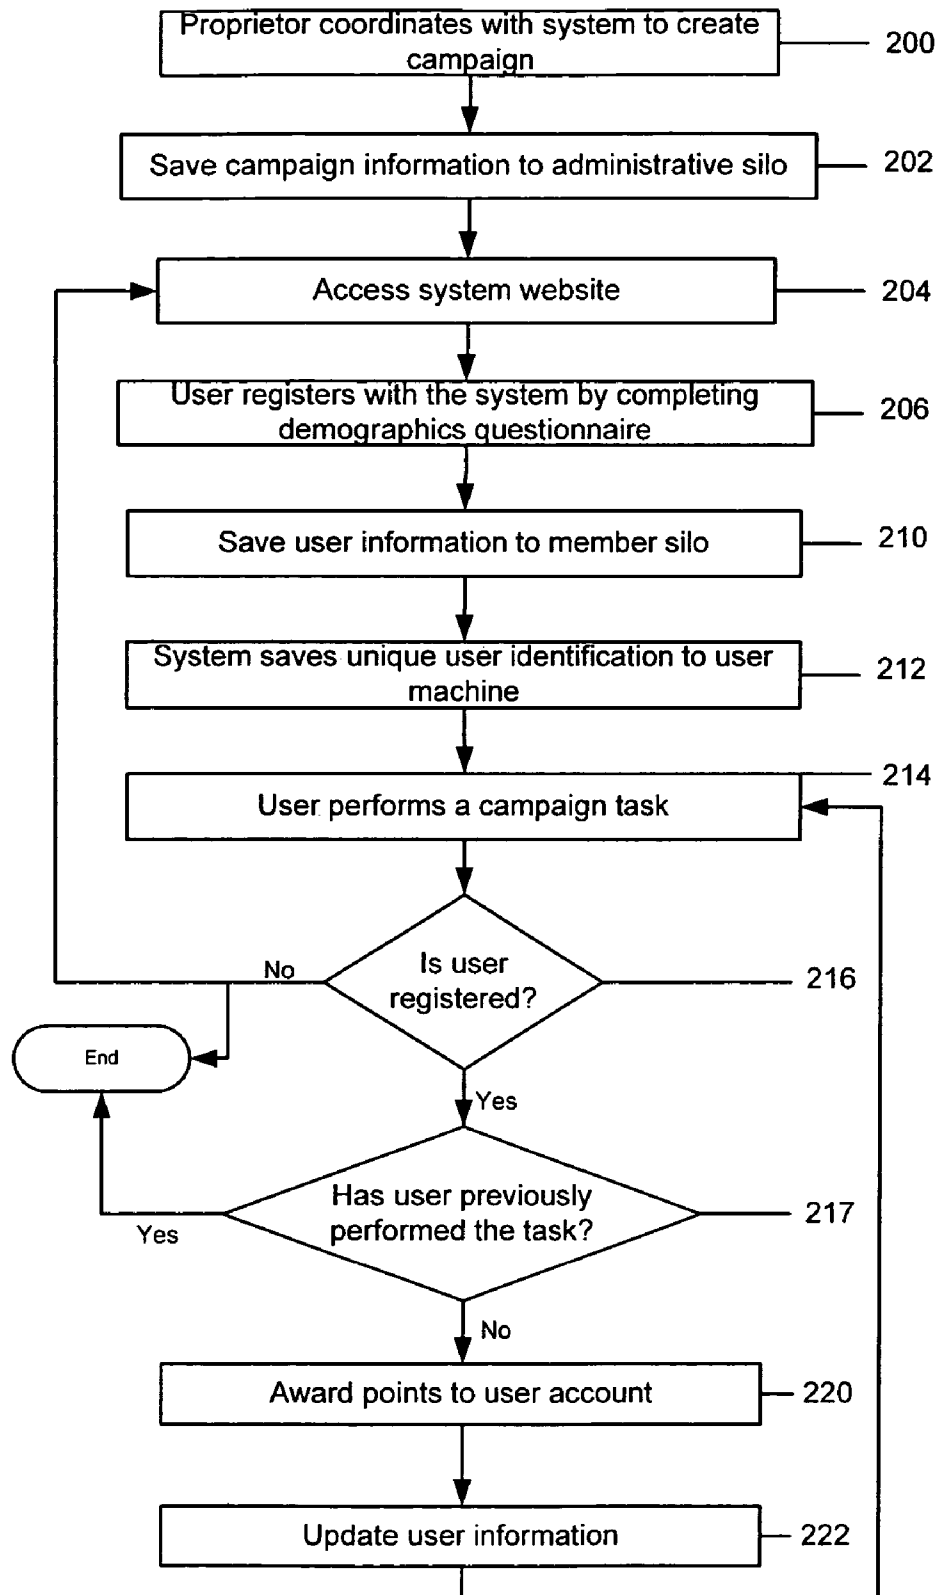 Proprietor coordinates with system to create
campaign
200
Save campaign information to administrative silo
202
Access system website
204
User registers with the system by completing
demographics questionnaire
206
Save user information to member silo
210
System saves unique user identification to user
machine
212
214
User performs a campaign task
Is user
registered?
No
216
End
Yes
Has user previously
performed the task?
217
Yes
No
Award points to user account
220
Update user information
222